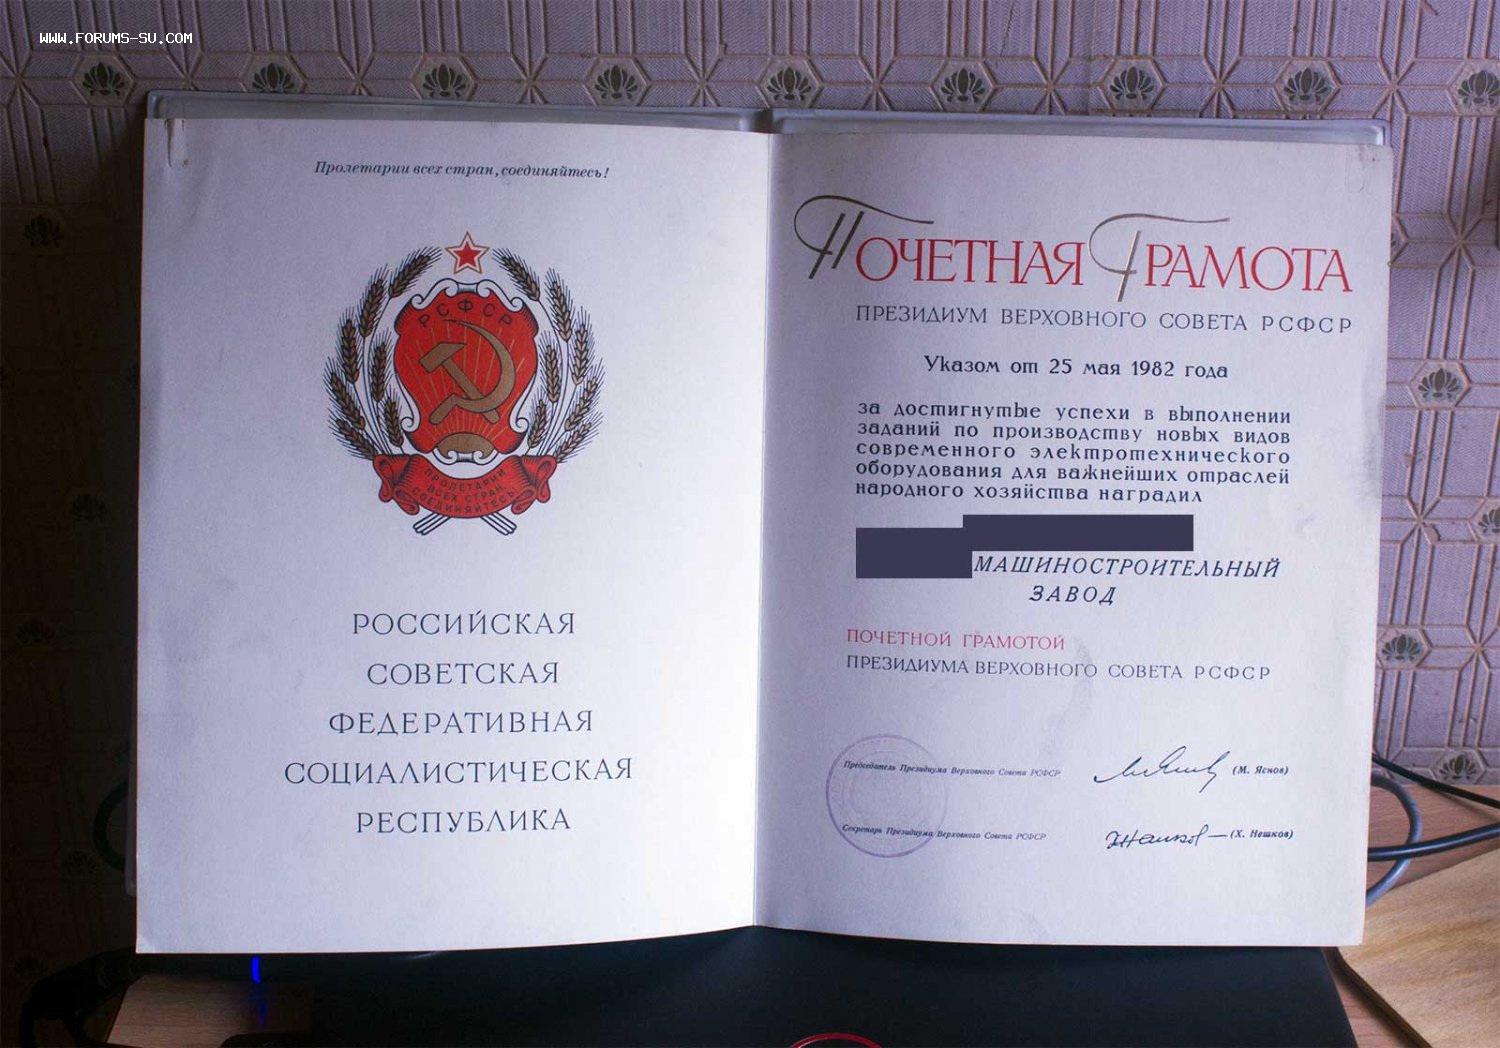 WWW.FORUMS-SU.COM
Пролетарии всех стран, соединяйтесь!
РСФСР
ПРОЛЕТАРИИ
ВСЕХ СТРАН,
СОЕДИНЯЙТЕСЬ!
РОССИЙСКАЯ
СОВЕТСКАЯ
ФЕДЕРАТИВНАЯ
СОЦИАЛИСТИЧЕСКАЯ
РЕСПУБЛИКА
ПОЧЕТНАЯ ГРАМОТА
ПРЕЗИДИУМ ВЕРХОВНОГО СОВЕТА РСФСР
Указом от 25 мая 1982 года
за достигнутые успехи в выполнении
заданий по производству новых видов
современного электротехнического
оборудования для важнейших отраслей
народного хозяйства наградил
МАШИНОСТРОИТЕЛЬНЫЙ
ЗАВОД
ПОЧЕТНОЙ ГРАМОТОЙ
ПРЕЗИДИУМА ВЕРХОВНОГО СОВЕТА РСФСР
Председатель Президиума Верховного Совета РСФСР (М. Яснов)
Секретарь Президиума Верховного Совета РСФСР (Х. Нешков)